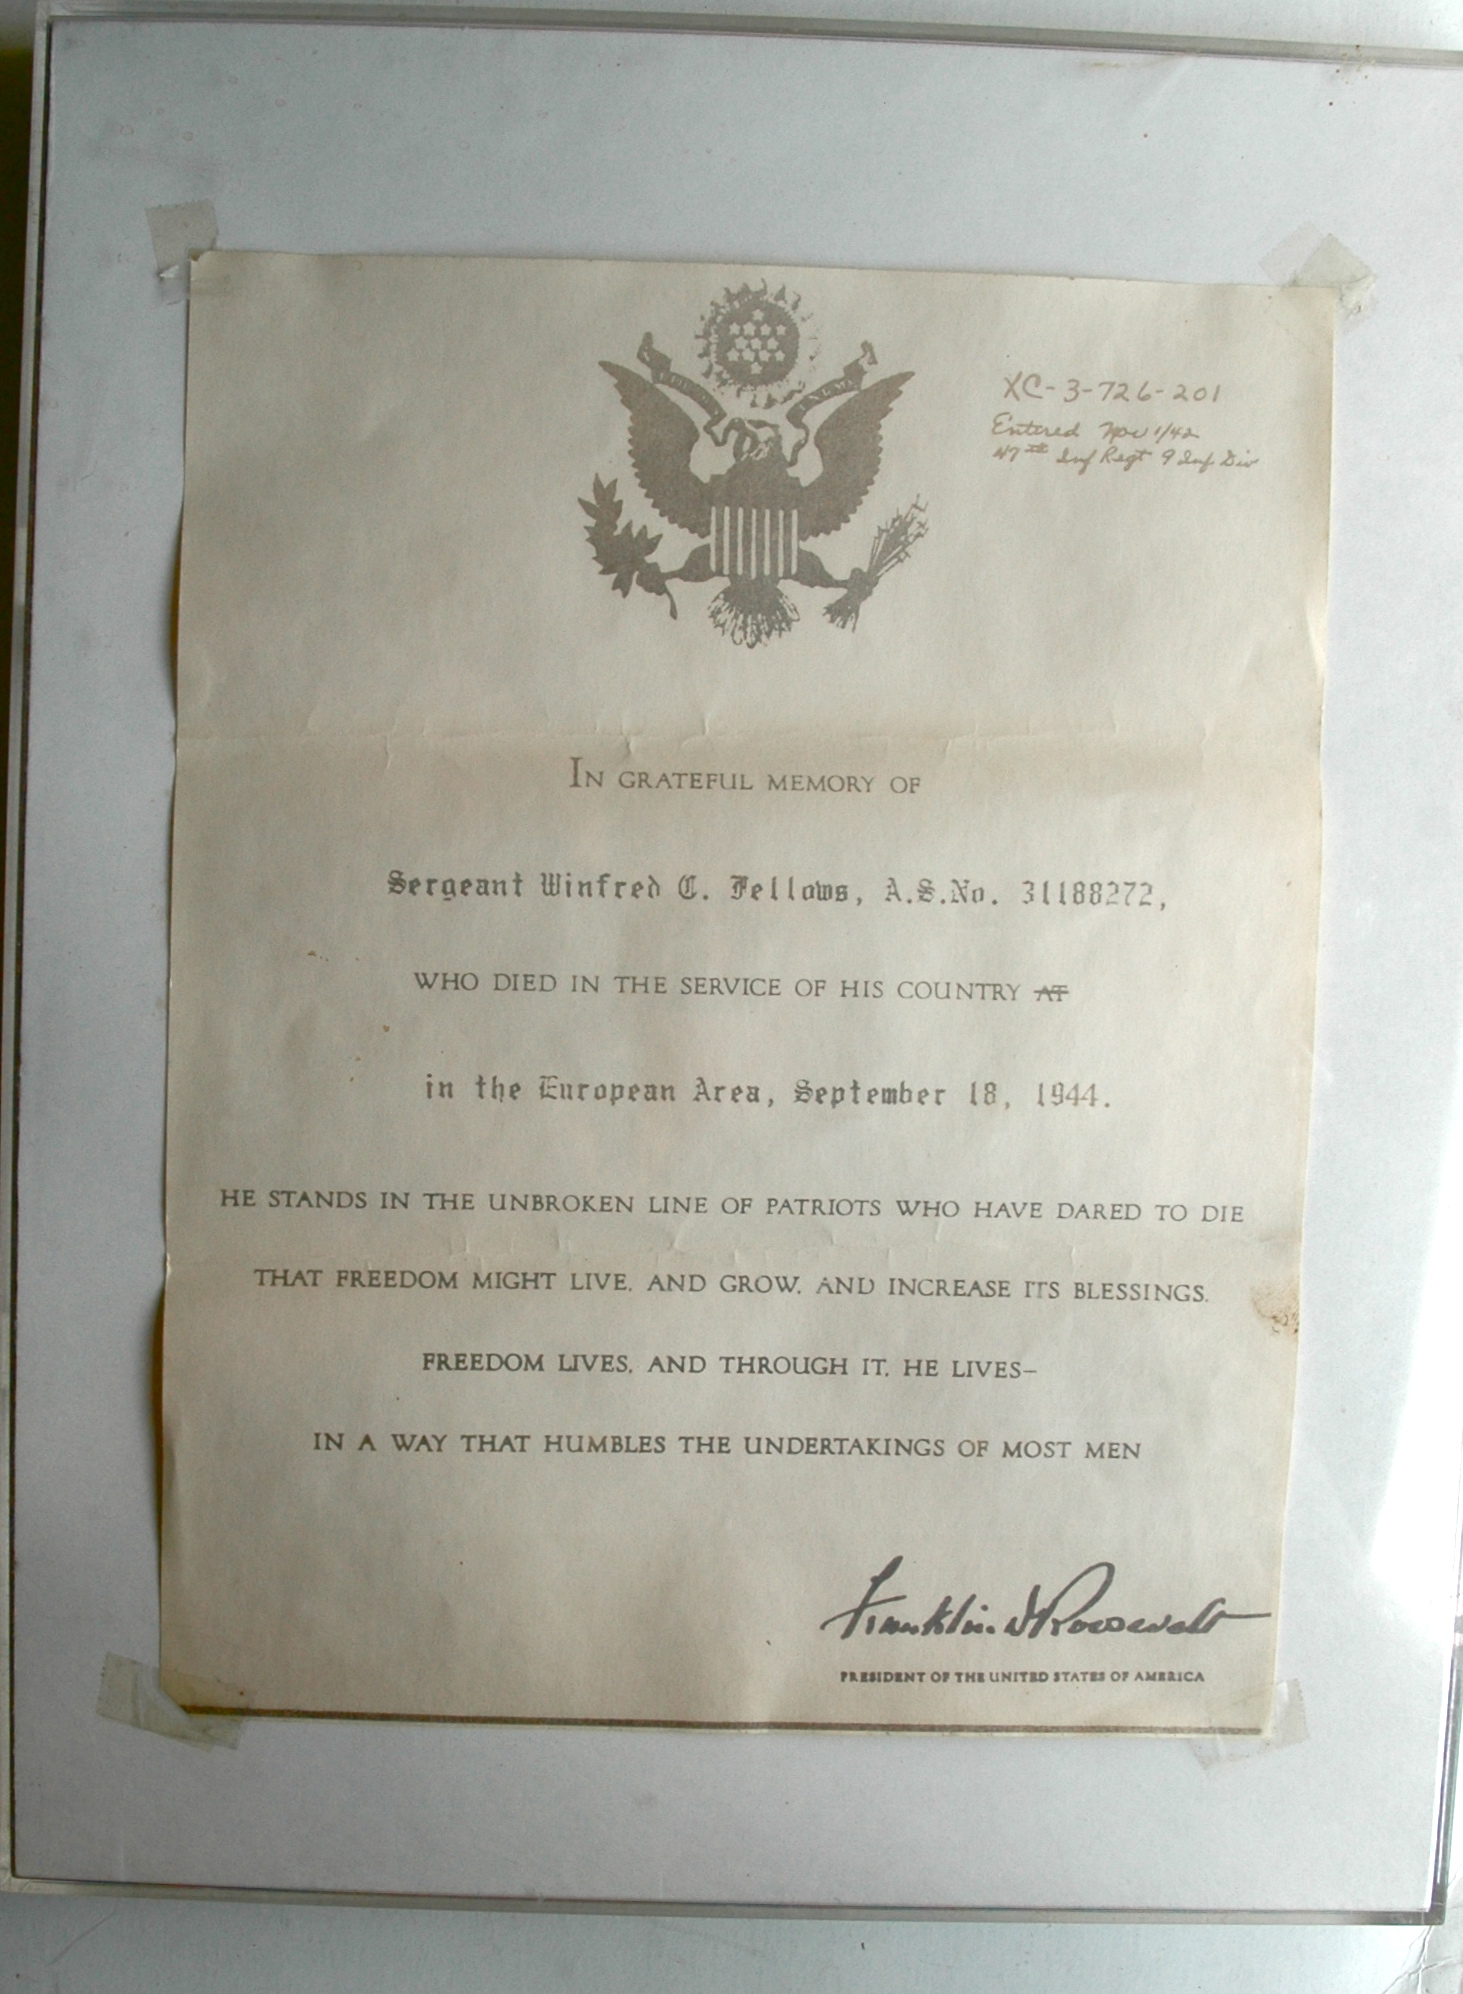 XC-3-726-201
Entered Nov 1/42
47th Inf Regt 9 Inf Div
IN GRATEFUL MEMORY OF
Sergeant Winfred C. Fellows, A.S.No. 31188272,
WHO DIED IN THE SERVICE OF HIS COUNTRY AT
in the European Area, September 18, 1944.
HE STANDS IN THE UNBROKEN LINE OF PATRIOTS WHO HAVE DARED TO DIE
THAT FREEDOM MIGHT LIVE, AND GROW, AND INCREASE ITS BLESSINGS.
FREEDOM LIVES, AND THROUGH IT, HE LIVES–
IN A WAY THAT HUMBLES THE UNDERTAKINGS OF MOST MEN
Franklin D Roosevelt
PRESIDENT OF THE UNITED STATES OF AMERICA